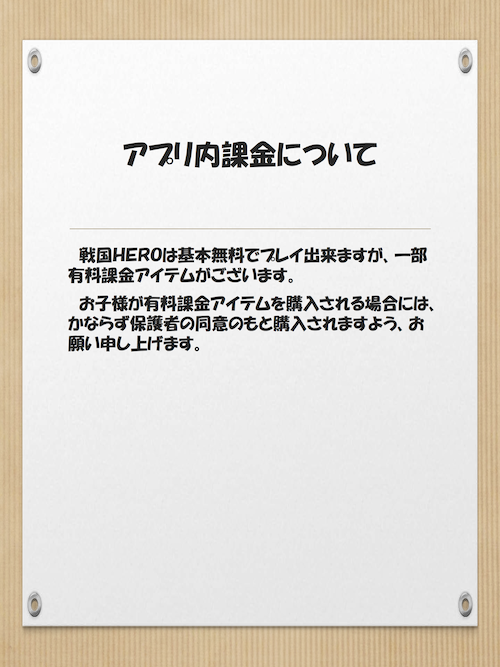 アプリ内課金について
戦国HEROは基本無料でプレイ出来ますが、一部
有料課金アイテムがございます。
お子様が有料課金アイテムを購入される場合には、
かならず保護者の同意のもと購入されますよう、お
願い申し上げます。